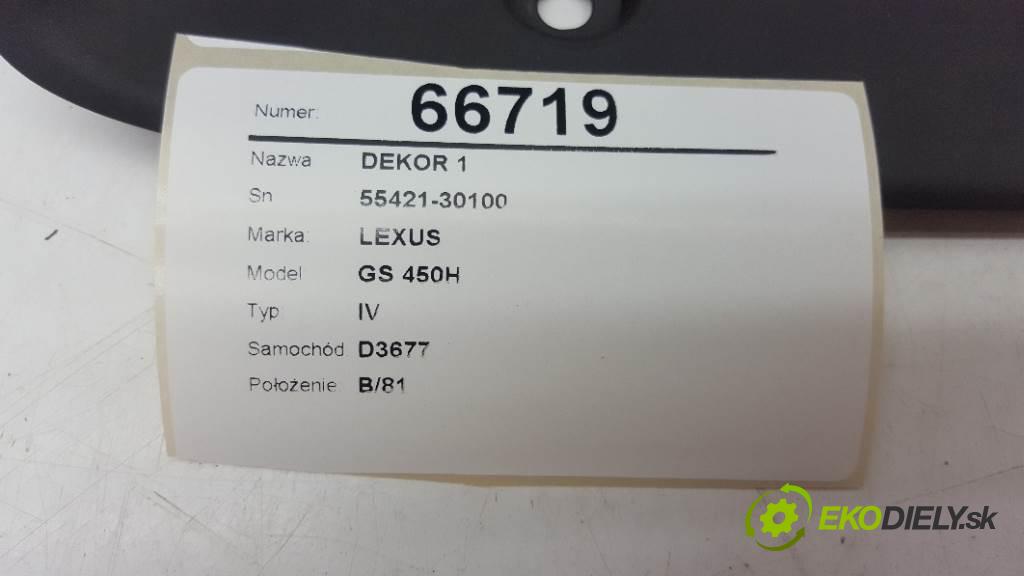 Numer: 66719
Nazwa DEKOR 1
Sn 55421-30100
Marka: LEXUS
Model GS 450H
Typ IV
Samochód D3677
Położenie B/81
EKODIELY.sk